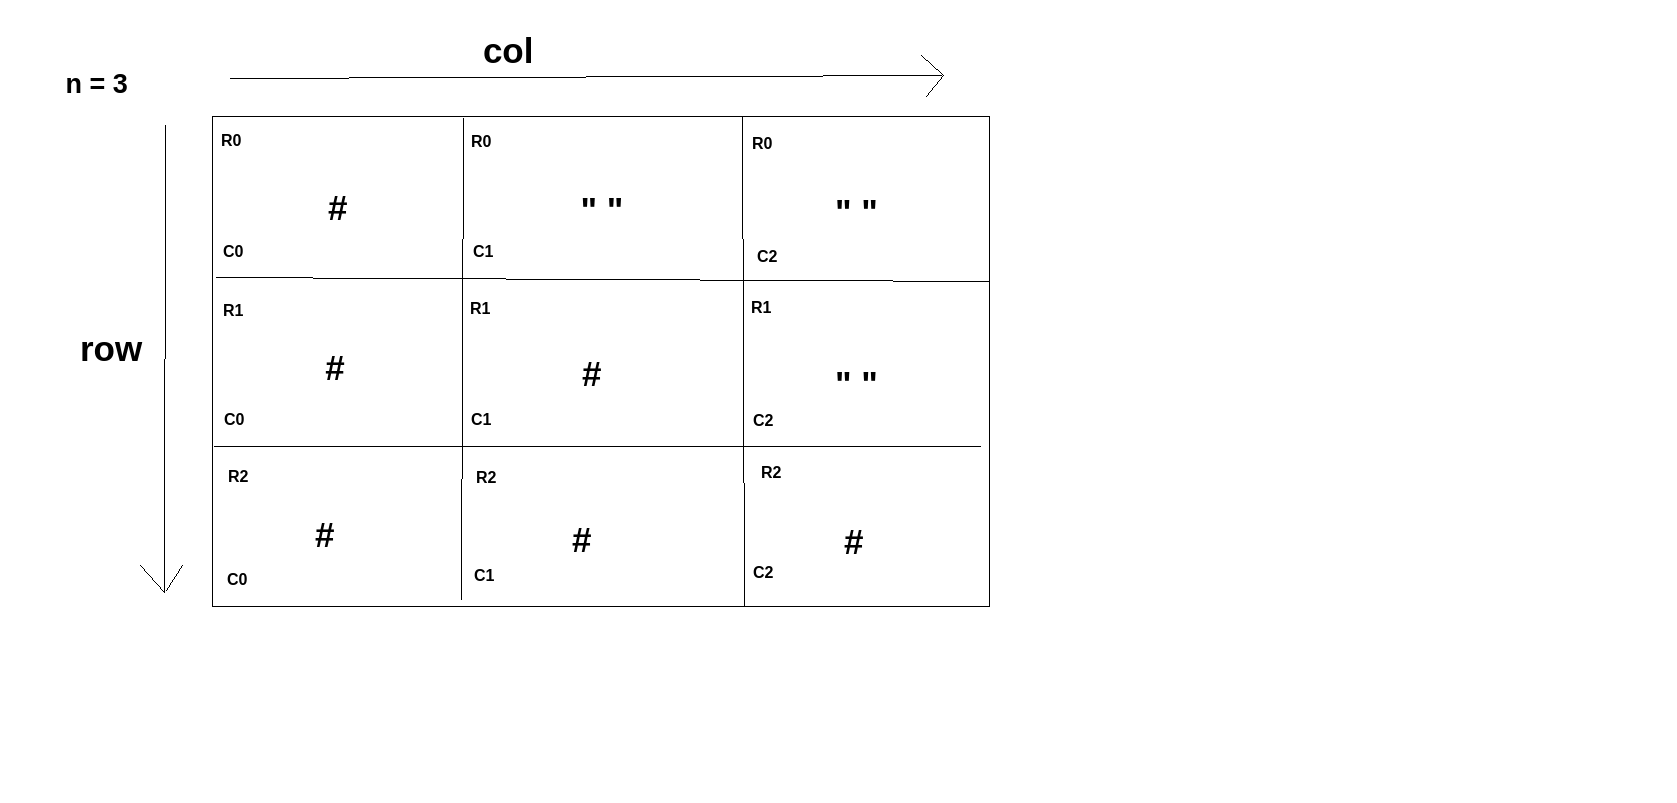 col
n = 3
R0 R0 R0
# " " " "
C0 C1 C2
R1 R1 R1
row
# # " "
C0 C1 C2
R2 R2 R2
# # #
C0 C1 C2